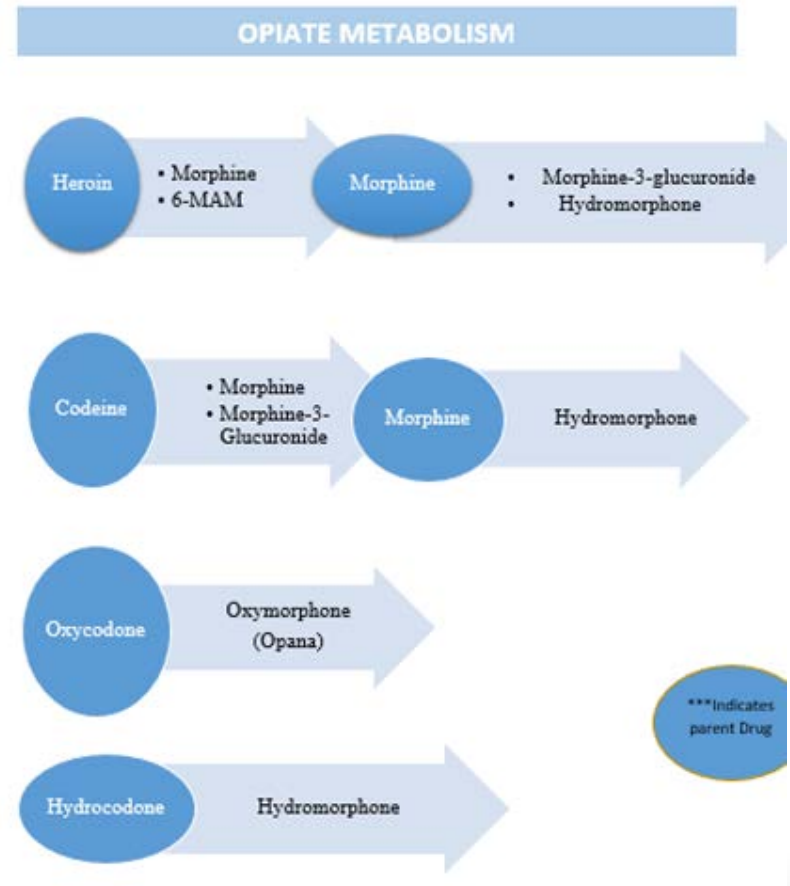 OPIATE METABOLISM
Heroin
• Morphine
• 6-MAM
Morphine
• Morphine-3-glucuronide
• Hydromorphone
Codeine
• Morphine
• Morphine-3-
Glucuronide
Morphine
Hydromorphone
Oxycodone
Oxymorphone
(Opana)
***Indicates
parent Drug
Hydrocodone
Hydromorphone